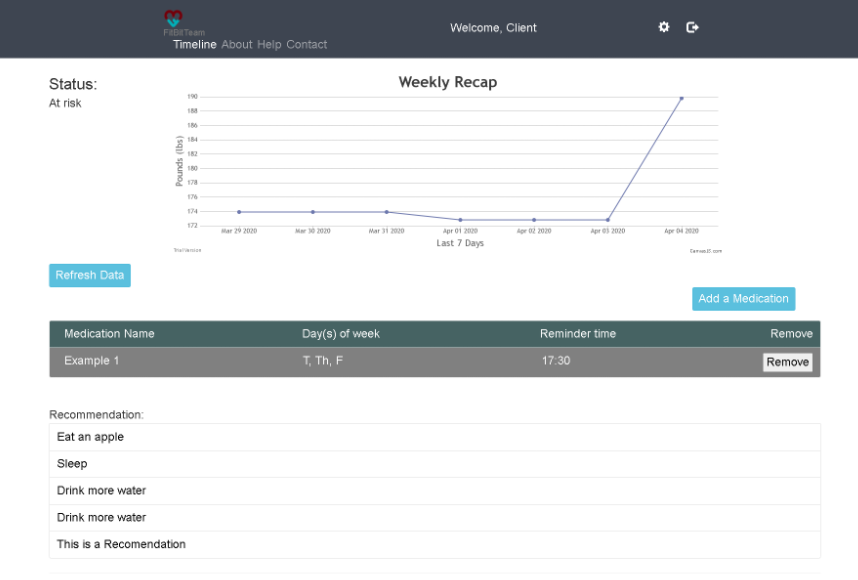 FitBitTeam
Welcome, Client
Timeline About Help Contact
Status:
At risk
Weekly Recap
190
188
186
184
182
180
178
176
174
172
Pounds (lbs)
Mar 29 2020 Mar 30 2020 Mar 31 2020 Apr 01 2020 Apr 02 2020 Apr 03 2020 Apr 04 2020
Last 7 Days
Trial Version
CanvasJS.com
Refresh Data
Add a Medication
Medication Name Day(s) of week Reminder time Remove
Example 1 T, Th, F 17:30 Remove
Recommendation:
Eat an apple
Sleep
Drink more water
Drink more water
This is a Recomendation